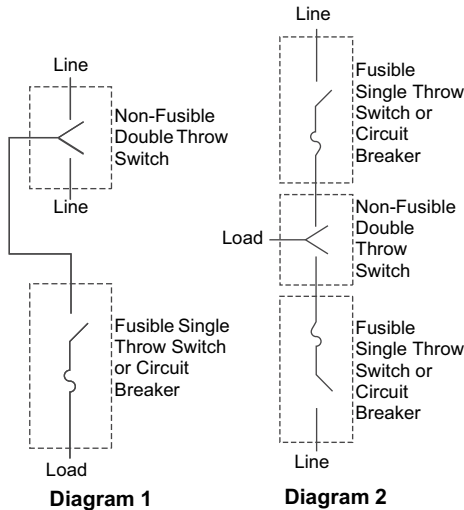 Line
Non-Fusible
Double Throw
Switch
Line
Fusible Single
Throw Switch
or Circuit
Breaker
Load
Diagram 1
Line
Fusible
Single Throw
Switch or
Circuit
Breaker
Non-Fusible
Double
Throw
Switch
Load
Fusible
Single Throw
Switch or
Circuit
Breaker
Line
Diagram 2